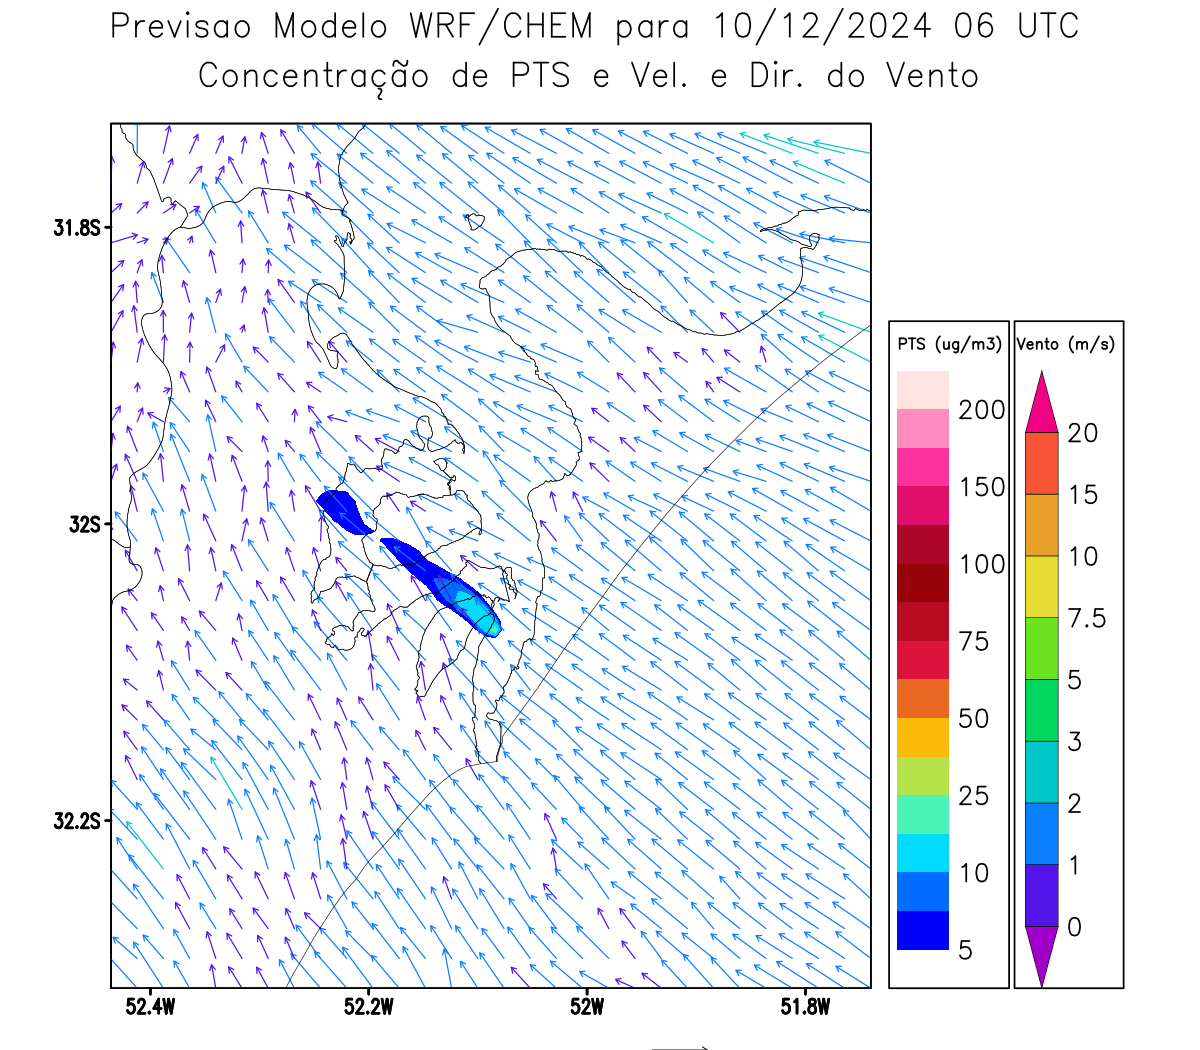 Previsao Modelo WRF/CHEM para 10/12/2024 06 UTC
Concentração de PTS e Vel. e Dir. do Vento
31.8S
32S
32.2S
52.4W
52.2W
52W
51.8W
PTS (ug/m3)
200
150
100
75
50
25
10
5
Vento (m/s)
20
15
10
7.5
5
3
2
1
0